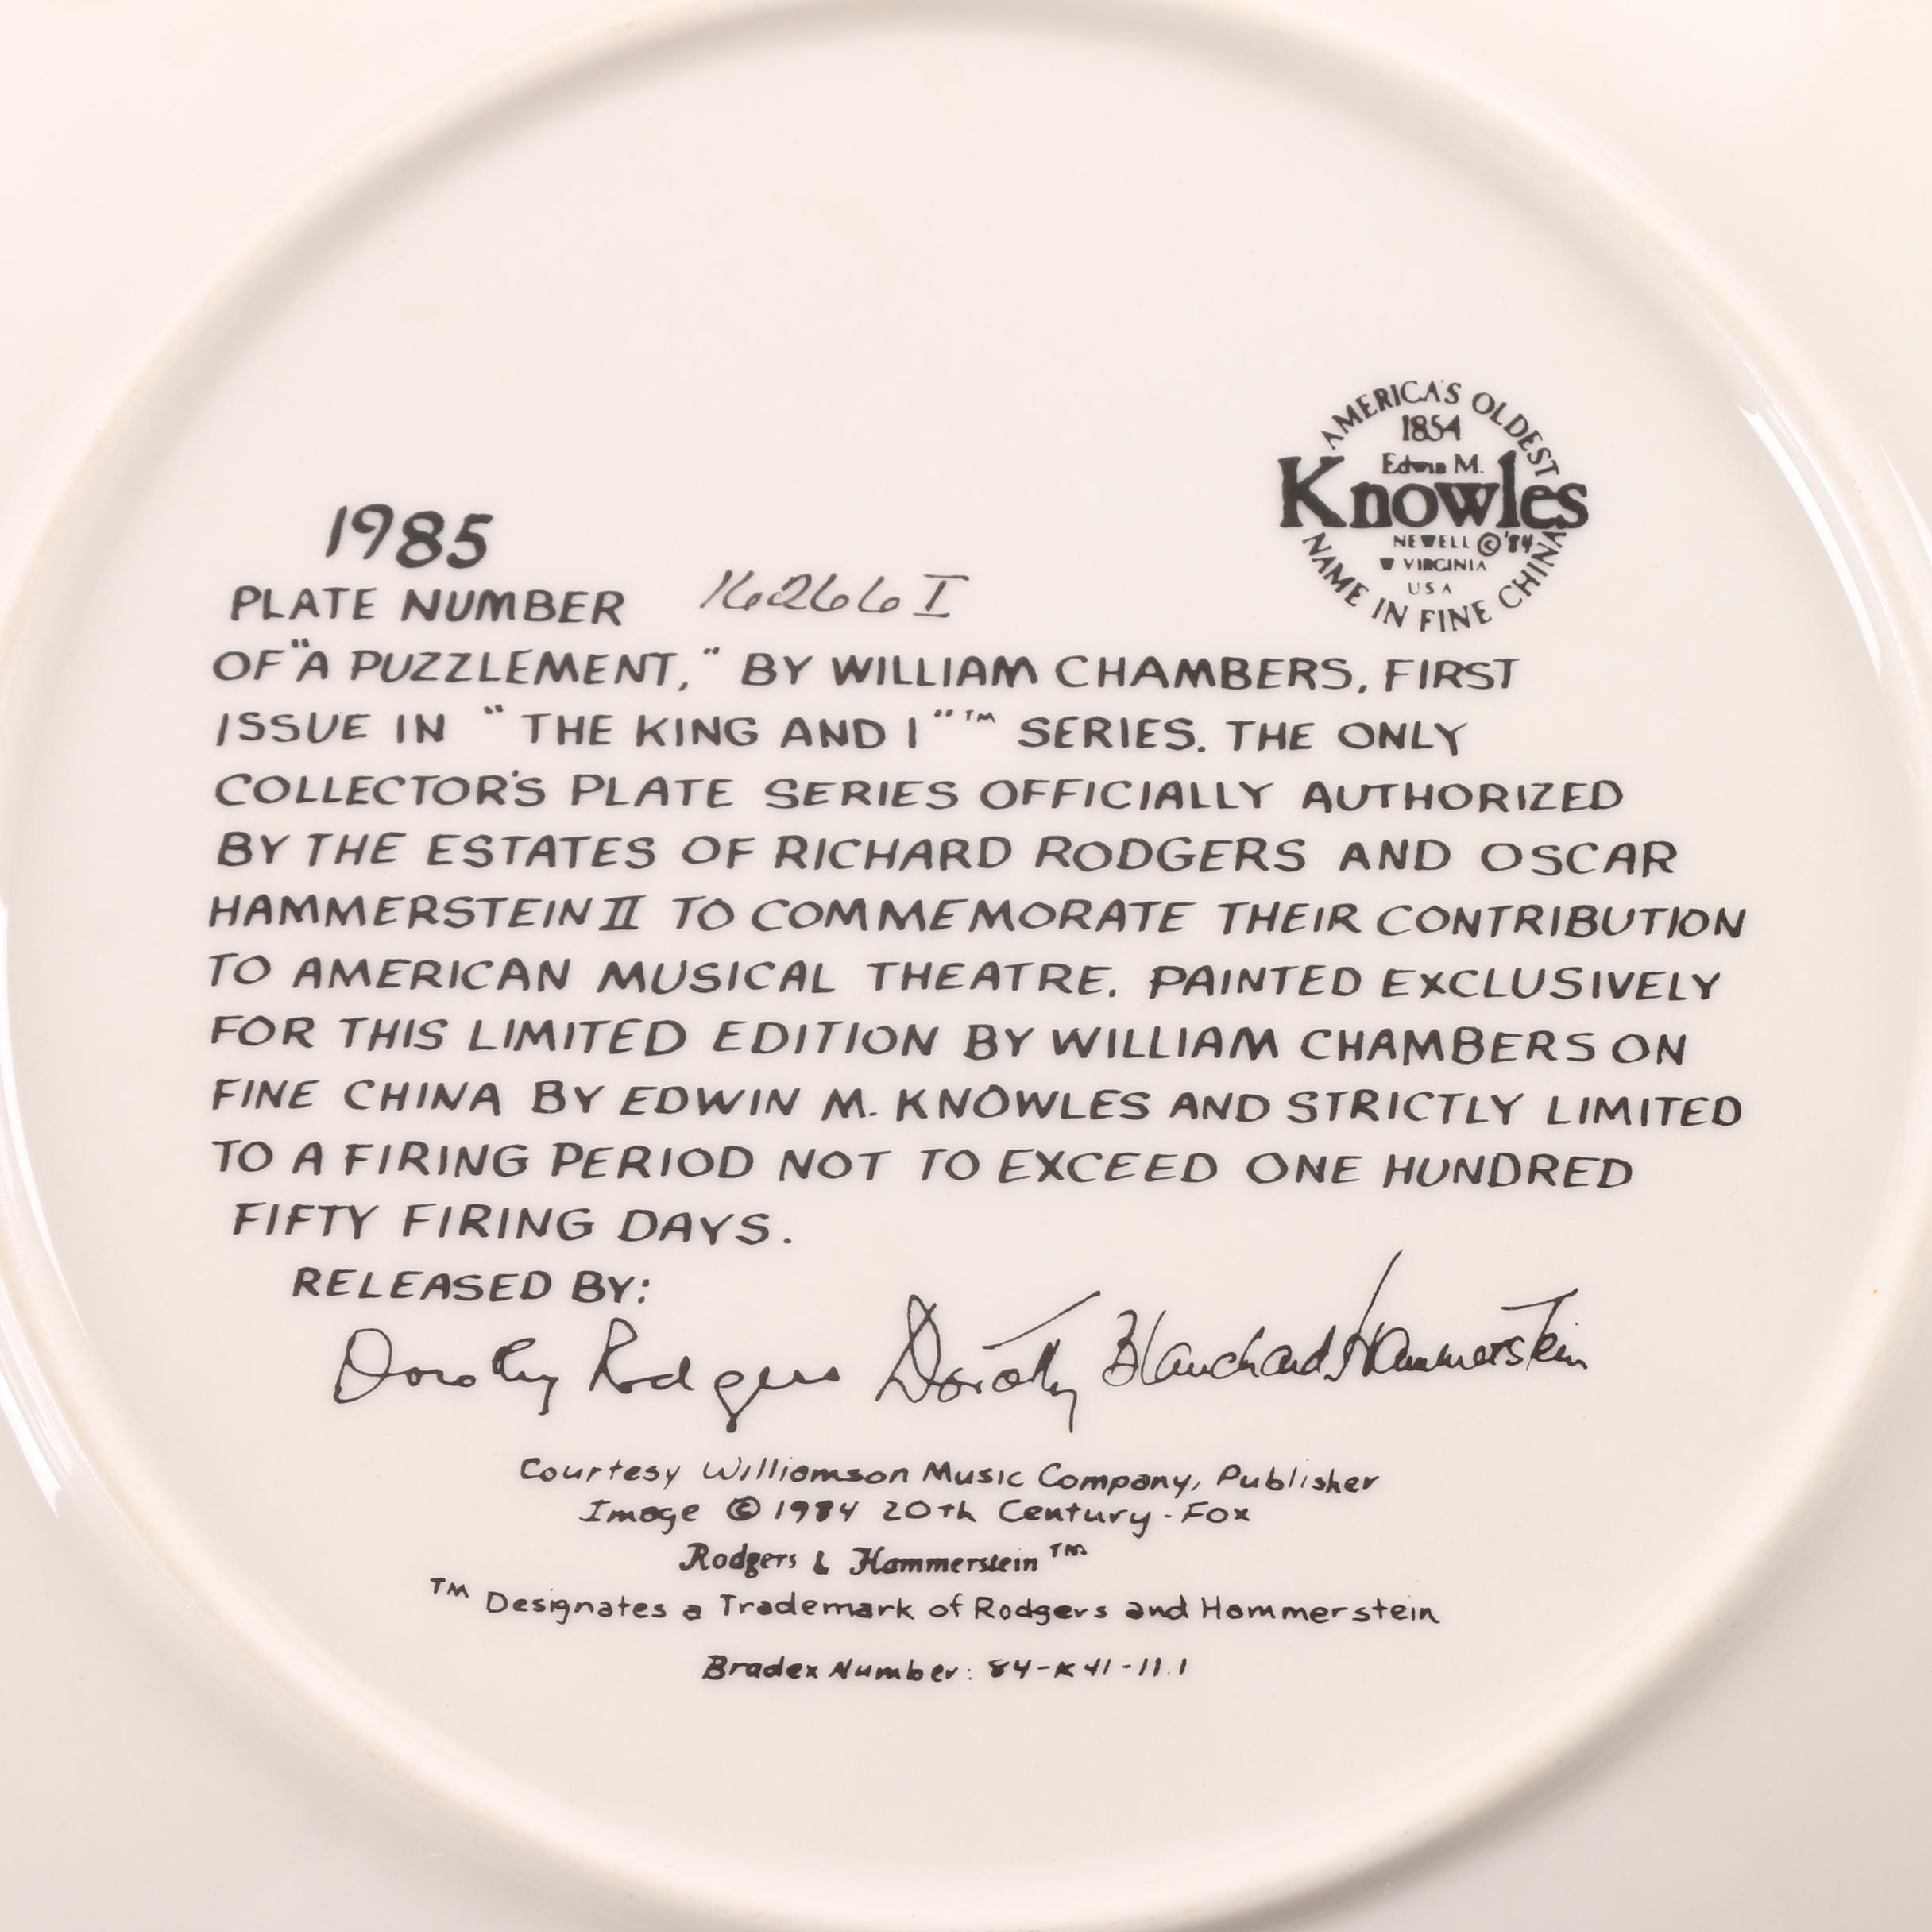 AMERICA'S OLDEST
1854
Edwin M.
Knowles
NEWELL © '84
W VIRGINIA
USA
NAME IN FINE CHINA
1985
PLATE NUMBER 16266 I
OF "A PUZZLEMENT," BY WILLIAM CHAMBERS, FIRST
ISSUE IN "THE KING AND I"™ SERIES. THE ONLY
COLLECTOR'S PLATE SERIES OFFICIALLY AUTHORIZED
BY THE ESTATES OF RICHARD RODGERS AND OSCAR
HAMMERSTEIN II TO COMMEMORATE THEIR CONTRIBUTION
TO AMERICAN MUSICAL THEATRE. PAINTED EXCLUSIVELY
FOR THIS LIMITED EDITION BY WILLIAM CHAMBERS ON
FINE CHINA BY EDWIN M. KNOWLES AND STRICTLY LIMITED
TO A FIRING PERIOD NOT TO EXCEED ONE HUNDRED
FIFTY FIRING DAYS.
RELEASED BY:
Dorothy Rodgers Dorothy Blanchard Hammerstein
Courtesy Williamson Music Company, Publisher
Image © 1984 20th Century-Fox
Rodgers & Hammerstein™
™ Designates a Trademark of Rodgers and Hammerstein
Bradex Number: 84-K41-11.1